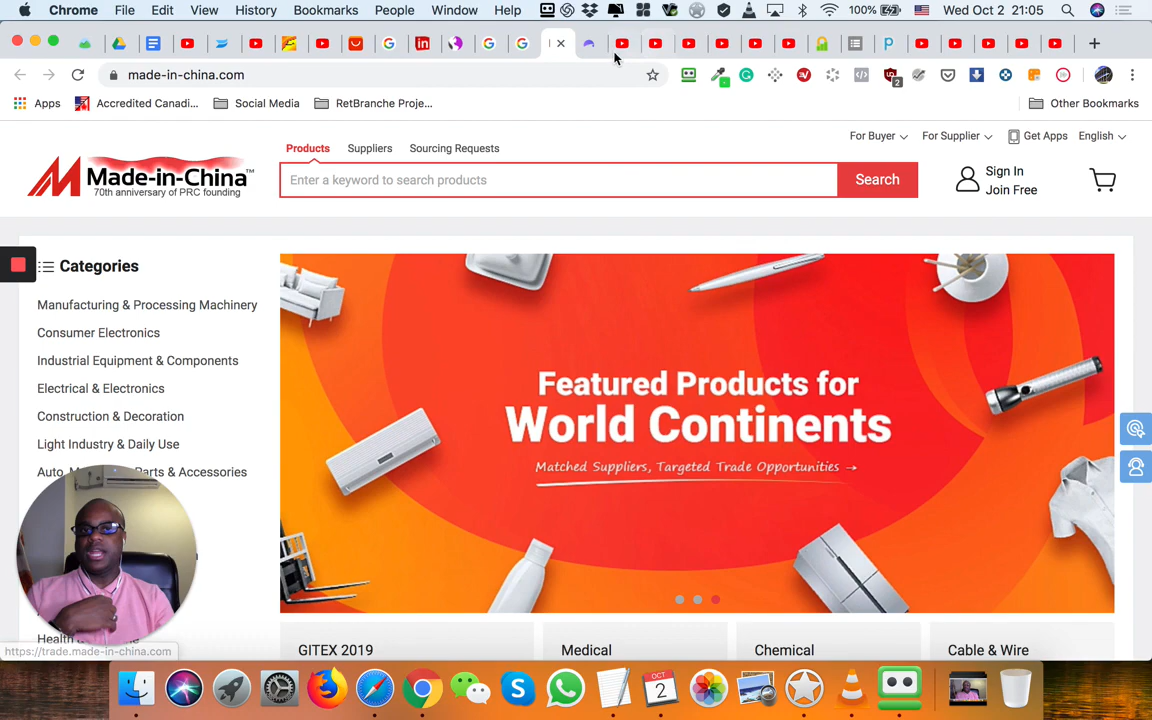 Chrome File Edit View History Bookmarks People Window Help 100% Wed Oct 2 21:05
made-in-china.com
Apps Accredited Canadi... Social Media RetBranche Proje... Other Bookmarks
For Buyer For Supplier Get Apps English
Products Suppliers Sourcing Requests
Made-in-China™
70th anniversary of PRC founding
Enter a keyword to search products
Search
Sign In
Join Free
Categories
Manufacturing & Processing Machinery
Consumer Electronics
Industrial Equipment & Components
Electrical & Electronics
Construction & Decoration
Light Industry & Daily Use
Auto, Parts & Accessories
Health
Featured Products for
World Continents
Matched Suppliers, Targeted Trade Opportunities →
GITEX 2019 Medical Chemical Cable & Wire
https://trade.made-in-china.com
OCT
2